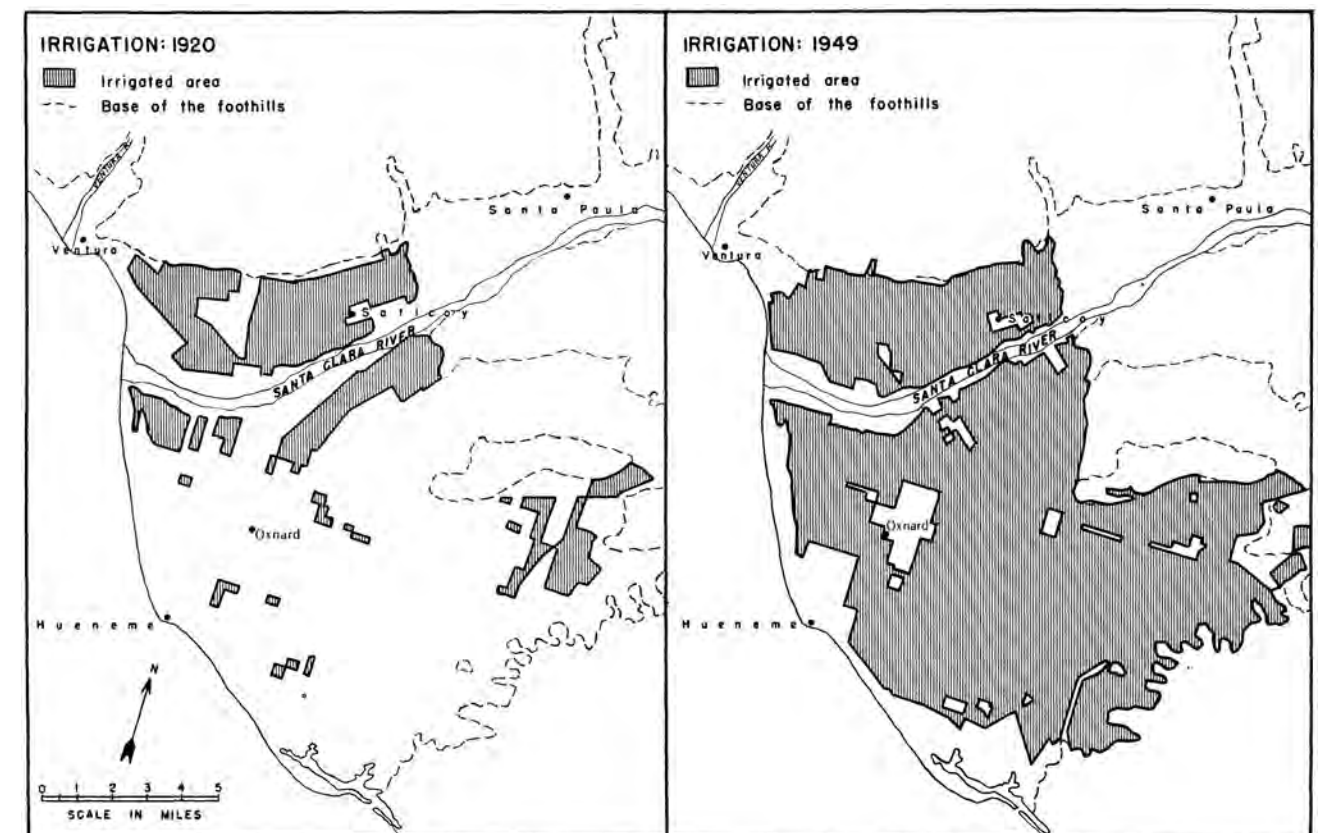 IRRIGATION: 1920
Irrigated area
Base of the foothills
VENTURA R.
Santa Paula
Ventura
Saticoy
SANTA CLARA RIVER
Oxnard
Hueneme
N
0 1 2 3 4 5
SCALE IN MILES
IRRIGATION: 1949
Irrigated area
Base of the foothills
VENTURA R.
Santa Paula
Ventura
Saticoy
SANTA CLARA RIVER
Oxnard
Hueneme